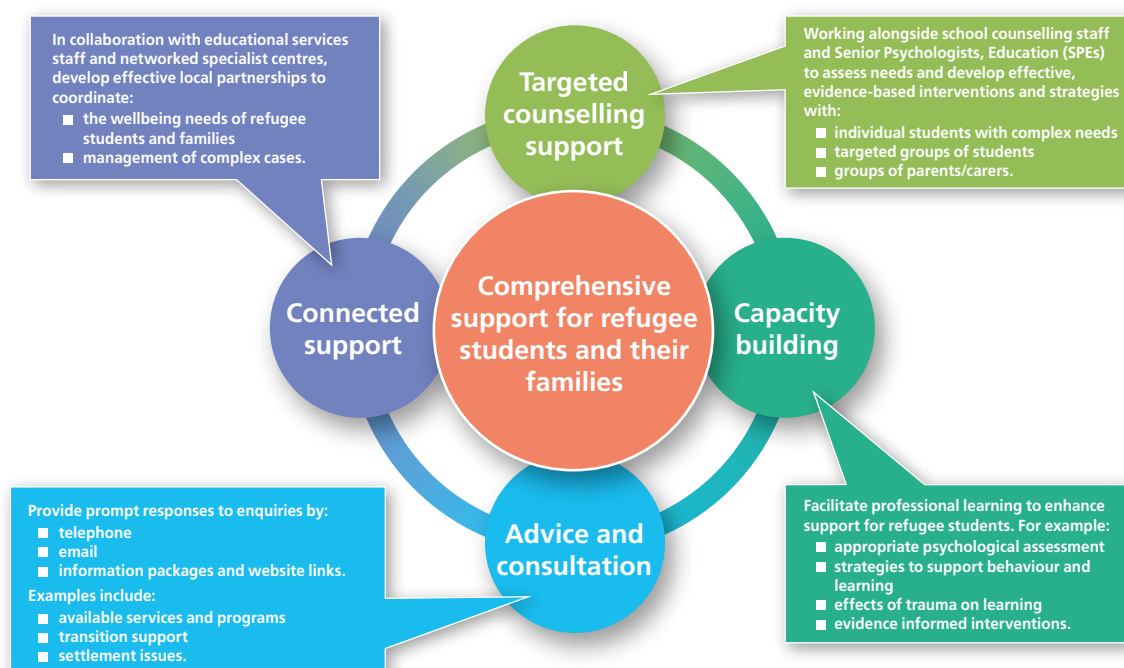 In collaboration with educational services
staff and networked specialist centres,
develop effective local partnerships to
coordinate:
■ the wellbeing needs of refugee
students and families
■ management of complex cases.
Targeted
counselling
support
Working alongside school counselling staff
and Senior Psychologists, Education (SPEs)
to assess needs and develop effective,
evidence-based interventions and strategies
with:
■ individual students with complex needs
■ targeted groups of students
■ groups of parents/carers.
Connected
support
Comprehensive
support for refugee
students and their
families
Capacity
building
Provide prompt responses to enquiries by:
■ telephone
■ email
■ information packages and website links.
Examples include:
■ available services and programs
■ transition support
■ settlement issues.
Advice and
consultation
Facilitate professional learning to enhance
support for refugee students. For example:
■ appropriate psychological assessment
■ strategies to support behaviour and
learning
■ effects of trauma on learning
■ evidence informed interventions.